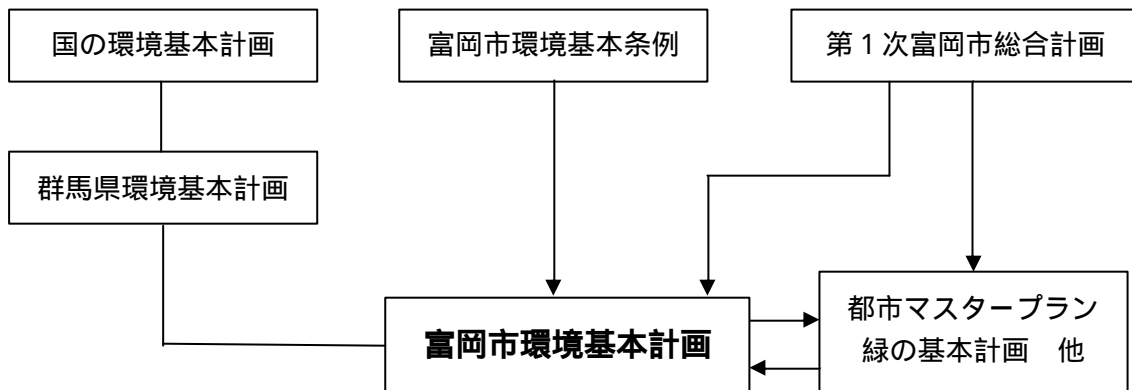 国の環境基本計画
富岡市環境基本条例
第1次富岡市総合計画
群馬県環境基本計画
富岡市環境基本計画
都市マスタープラン
緑の基本計画　他